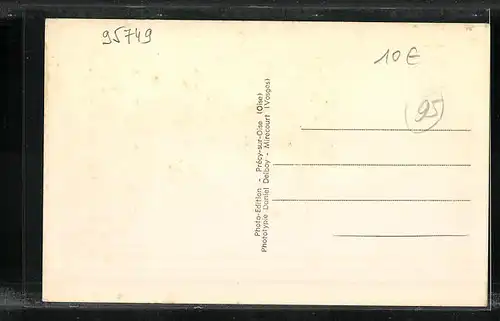 95749
10€
95
Photo-Edition - Précy-sur-Oise (Oise)
Phototypie Daniel Delboy - Mirecourt (Vosges)